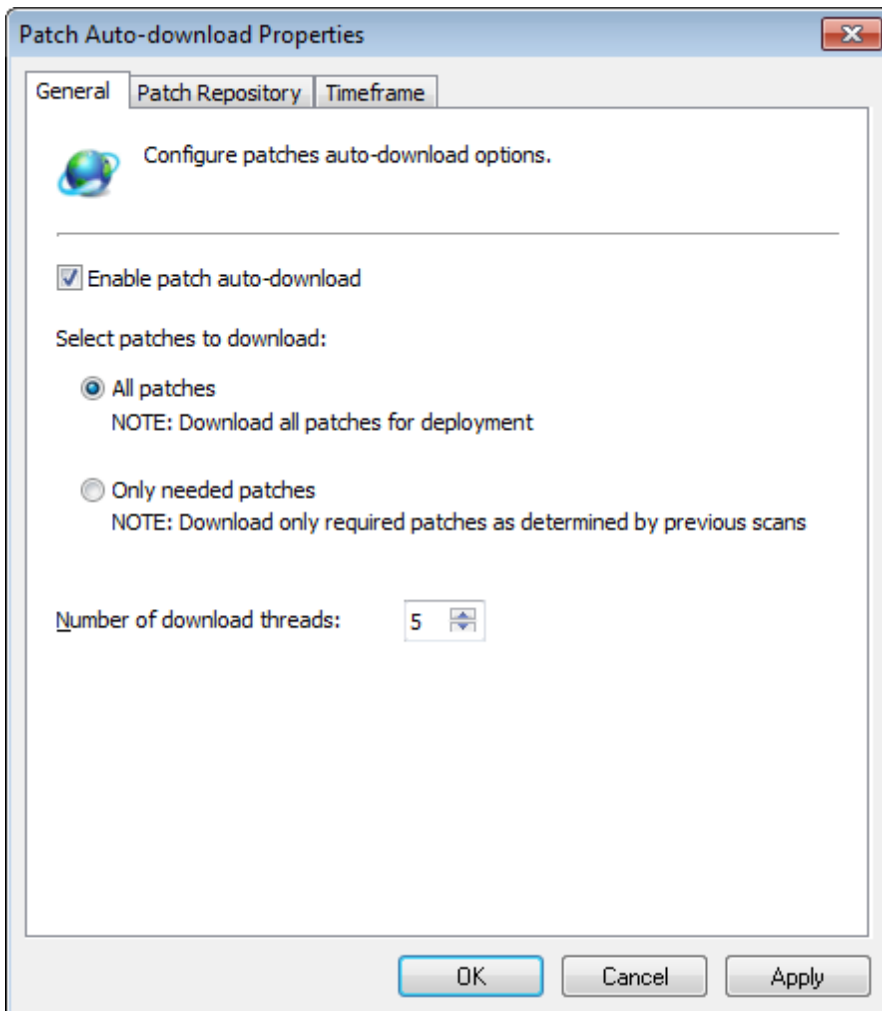 Patch Auto-download Properties
General Patch Repository Timeframe
Configure patches auto-download options.
Enable patch auto-download
Select patches to download:
All patches
NOTE: Download all patches for deployment
Only needed patches
NOTE: Download only required patches as determined by previous scans
Number of download threads: 5
OK Cancel Apply